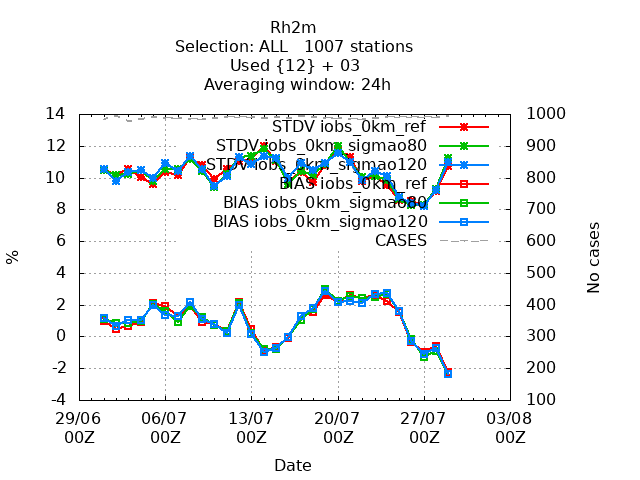 Rh2m
Selection: ALL   1007 stations
Used {12} + 03
Averaging window: 24h
14 1000
STDV iobs_0km_ref
12 900
STDV iobs_0km_sigmao80
STDV iobs_0km_sigmao120
10 800
BIAS iobs_0km_ref
8 700
BIAS iobs_0km_sigmao80
BIAS iobs_0km_sigmao120
6 600
CASES
4 500
2 400
0 300
-2 200
-4 100
%
No cases
29/06 06/07 13/07 20/07 27/07 03/08
00Z 00Z 00Z 00Z 00Z 00Z
Date